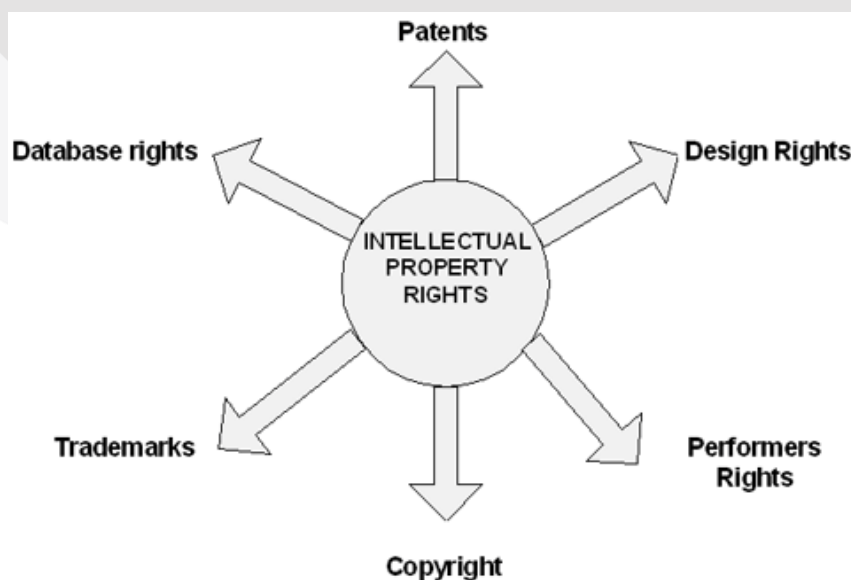 Patents
Database rights
Design Rights
INTELLECTUAL
PROPERTY
RIGHTS
Trademarks
Performers
Rights
Copyright